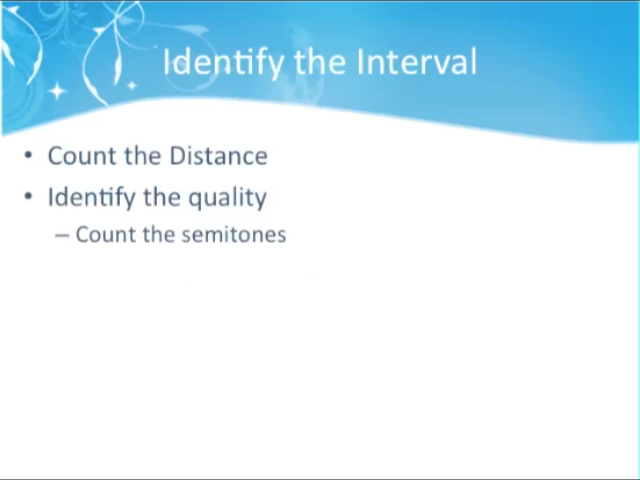 Identify the Interval
• Count the Distance
• Identify the quality
– Count the semitones